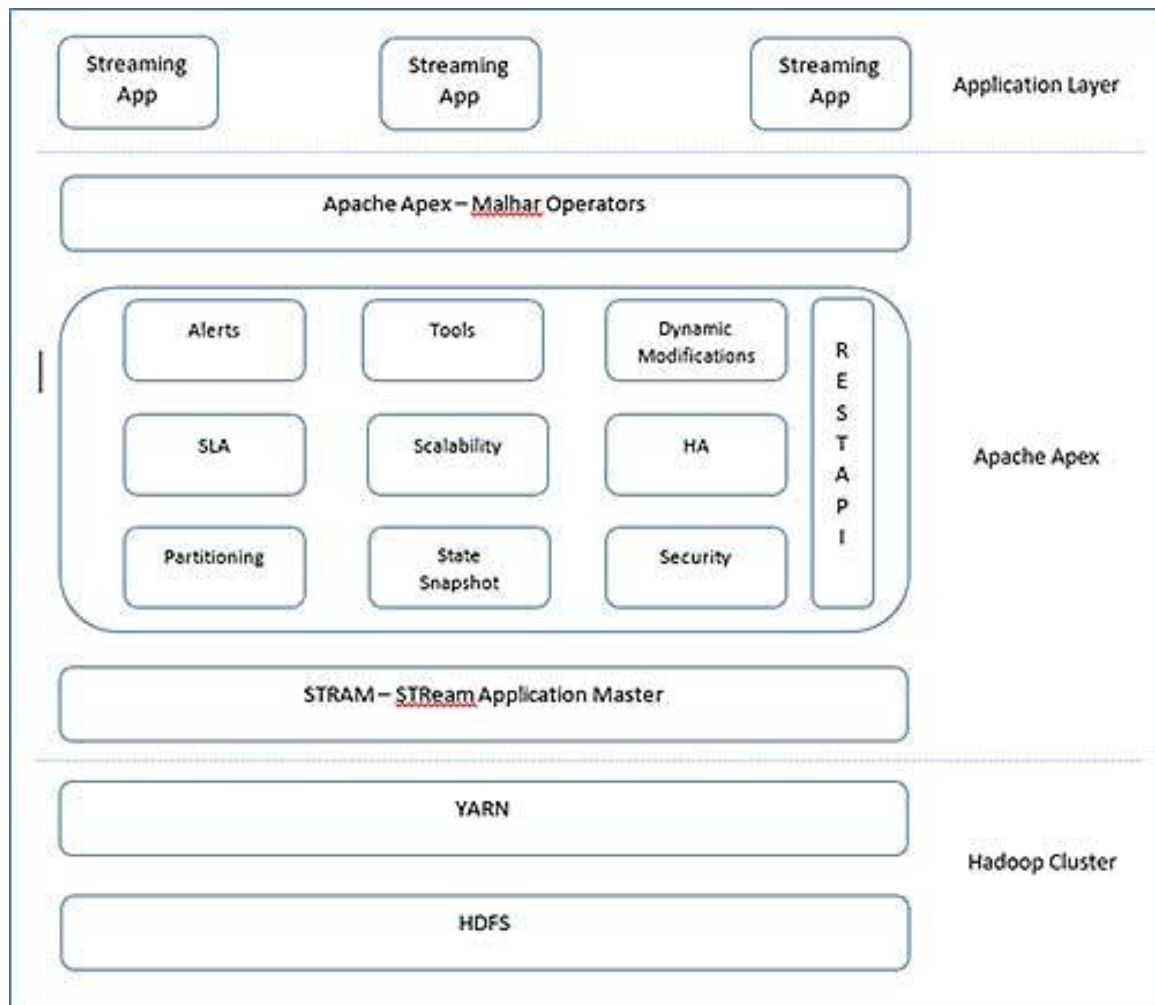 Streaming
App
Streaming
App
Streaming
App
Application Layer
Apache Apex – Malhar Operators
Alerts
Tools
Dynamic
Modifications
SLA
Scalability
HA
Partitioning
State
Snapshot
Security
R
E
S
T
A
P
I
Apache Apex
STRAM – STReam Application Master
YARN
HDFS
Hadoop Cluster